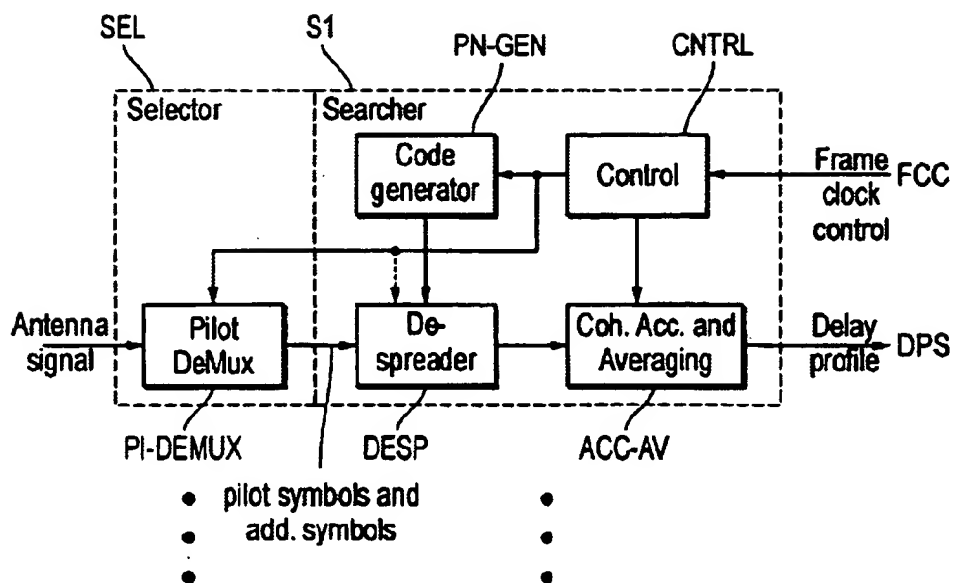 SEL
S1
PN-GEN
CNTRL
Selector
Searcher
Code
generator
Control
Frame
clock
control
FCC
Antenna
signal
Pilot
DeMux
De-
spreader
Coh. Acc. and
Averaging
Delay
profile
DPS
PI-DEMUX
DESP
ACC-AV
pilot symbols and
add. symbols